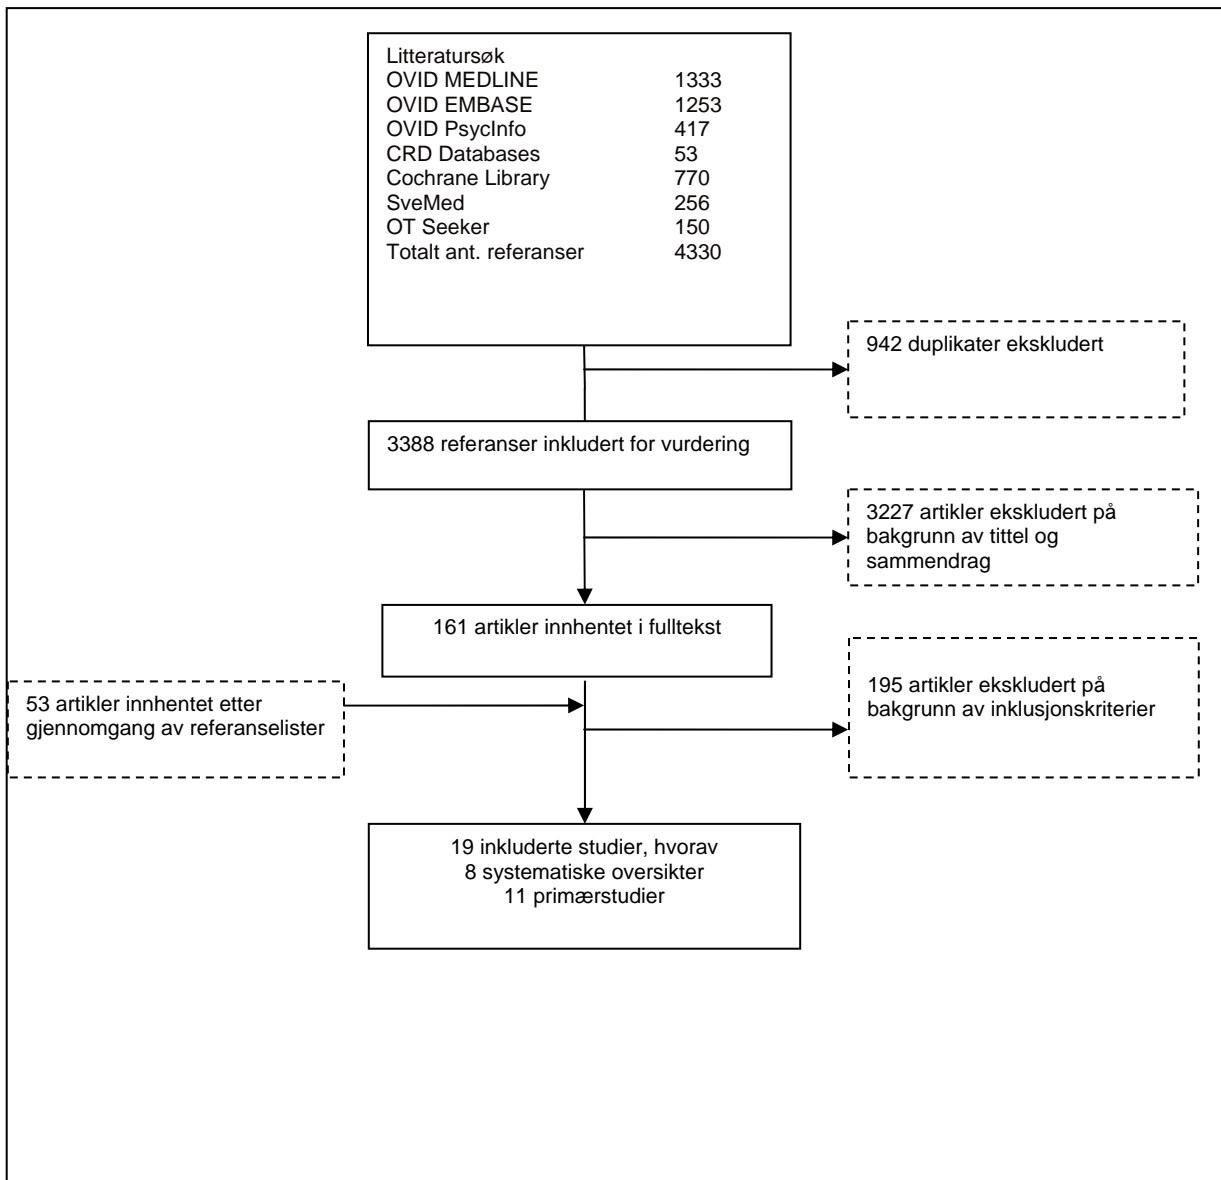 Litteratursøk
OVID MEDLINE 1333
OVID EMBASE 1253
OVID PsycInfo 417
CRD Databases 53
Cochrane Library 770
SveMed 256
OT Seeker 150
Totalt ant. referanser 4330
942 duplikater ekskludert
3388 referanser inkludert for vurdering
3227 artikler ekskludert på
bakgrunn av tittel og
sammendrag
161 artikler innhentet i fulltekst
53 artikler innhentet etter
gjennomgang av referanselister
195 artikler ekskludert på
bakgrunn av inklusjonskriterier
19 inkluderte studier, hvorav
8 systematiske oversikter
11 primærstudier